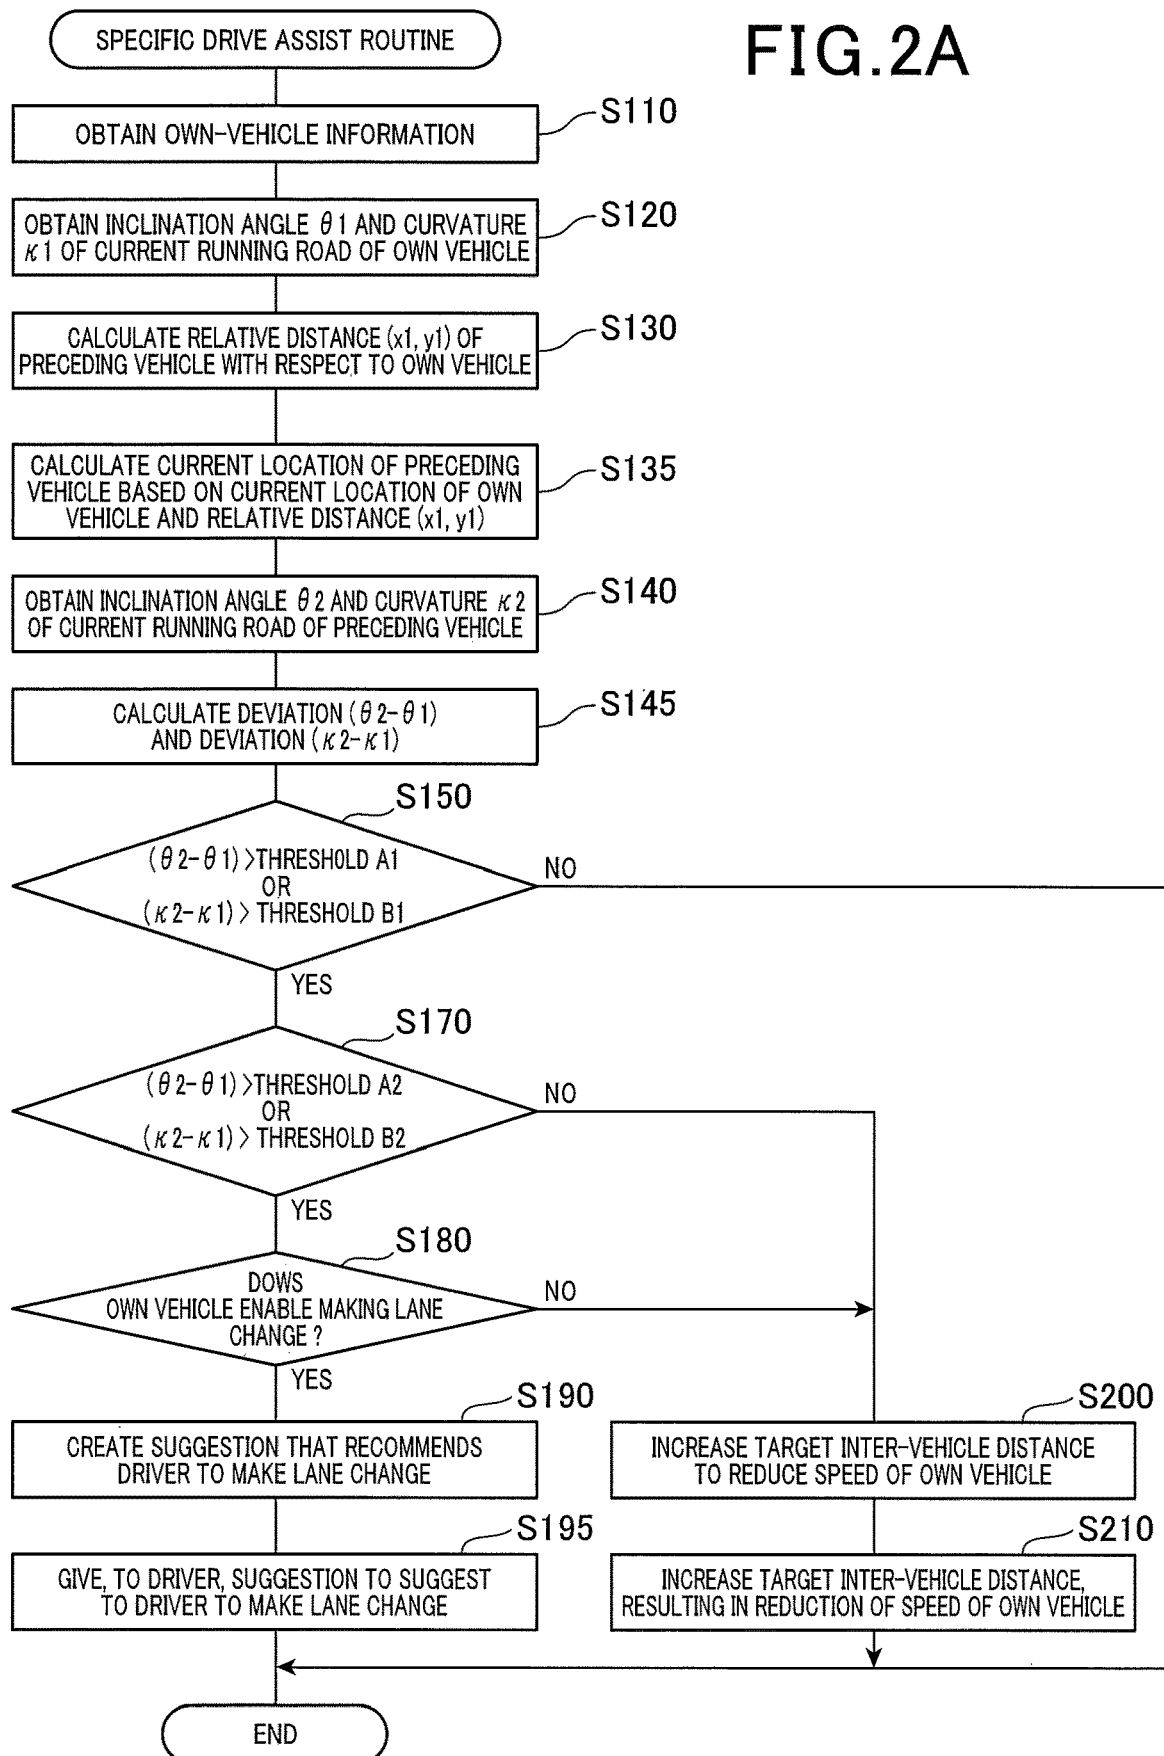 FIG.2A
SPECIFIC DRIVE ASSIST ROUTINE
S110
OBTAIN OWN-VEHICLE INFORMATION
S120
OBTAIN INCLINATION ANGLE θ1 AND CURVATURE
κ1 OF CURRENT RUNNING ROAD OF OWN VEHICLE
S130
CALCULATE RELATIVE DISTANCE (x1, y1) OF
PRECEDING VEHICLE WITH RESPECT TO OWN VEHICLE
S135
CALCULATE CURRENT LOCATION OF PRECEDING
VEHICLE BASED ON CURRENT LOCATION OF OWN
VEHICLE AND RELATIVE DISTANCE (x1, y1)
S140
OBTAIN INCLINATION ANGLE θ2 AND CURVATURE κ2
OF CURRENT RUNNING ROAD OF PRECEDING VEHICLE
S145
CALCULATE DEVIATION (θ2-θ1)
AND DEVIATION (κ2-κ1)
S150
(θ2-θ1) >THRESHOLD A1
OR
(κ2-κ1) > THRESHOLD B1
NO
YES
S170
(θ2-θ1) >THRESHOLD A2
OR
(κ2-κ1) > THRESHOLD B2
NO
YES
S180
DOWS
OWN VEHICLE ENABLE MAKING LANE
CHANGE ?
NO
YES
S190
CREATE SUGGESTION THAT RECOMMENDS
DRIVER TO MAKE LANE CHANGE
S200
INCREASE TARGET INTER-VEHICLE DISTANCE
TO REDUCE SPEED OF OWN VEHICLE
S195
GIVE, TO DRIVER, SUGGESTION TO SUGGEST
TO DRIVER TO MAKE LANE CHANGE
S210
INCREASE TARGET INTER-VEHICLE DISTANCE,
RESULTING IN REDUCTION OF SPEED OF OWN VEHICLE
END